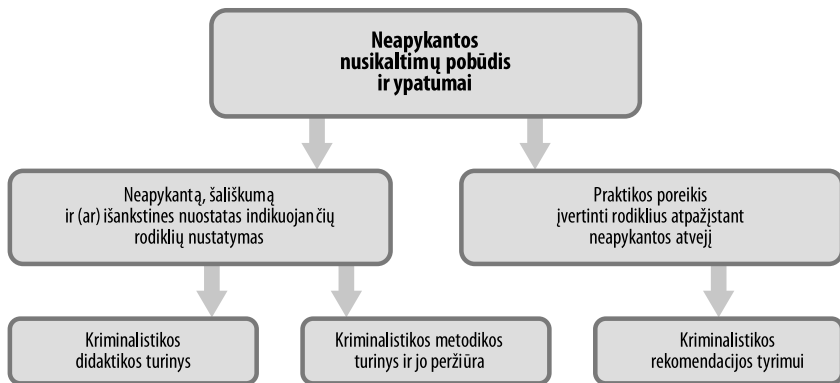 Neapykantos
nusikaltimų pobūdis
ir ypatumai
Neapykantą, šališkumą
ir (ar) išankstines nuostatas indikuojančių
rodiklių nustatymas
Praktikos poreikis
įvertinti rodiklius atpažįstant
neapykantos atvejį
Kriminalistikos
didaktikos turinys
Kriminalistikos metodikos
turinys ir jo peržiūra
Kriminalistikos
rekomendacijos tyrimui